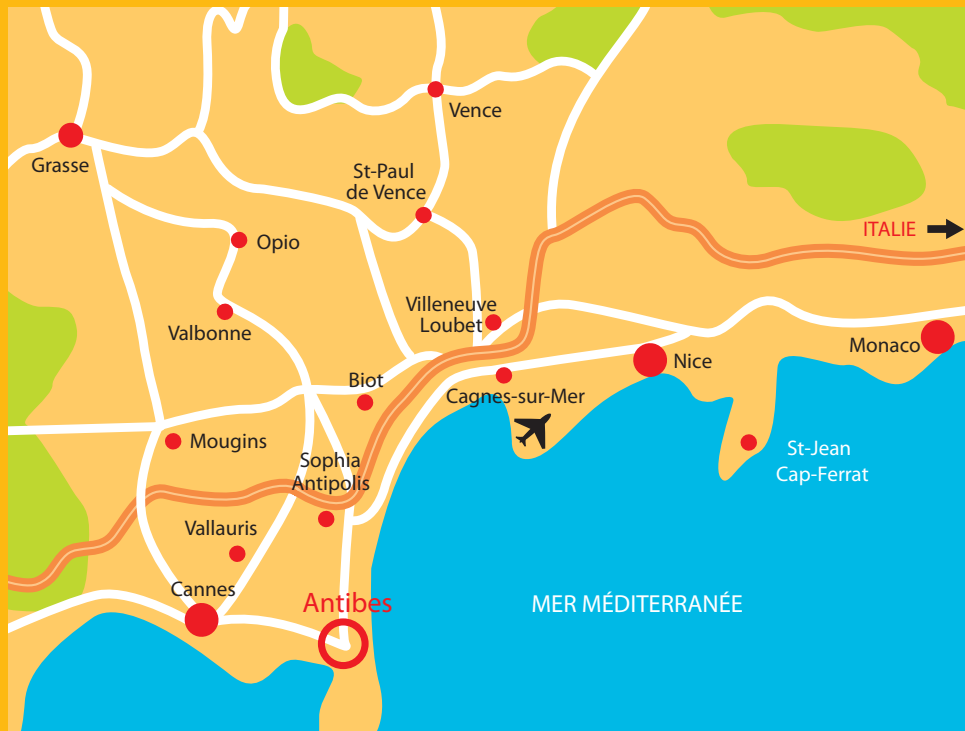 Vence
Grasse
St-Paul
de Vence
ITALIE
Opio
Villeneuve
Loubet
Valbonne
Monaco
Nice
Biot
Cagnes-sur-Mer
Mougins
St-Jean
Cap-Ferrat
Sophia
Antipolis
Vallauris
Cannes
Antibes
MER MÉDITERRANÉE